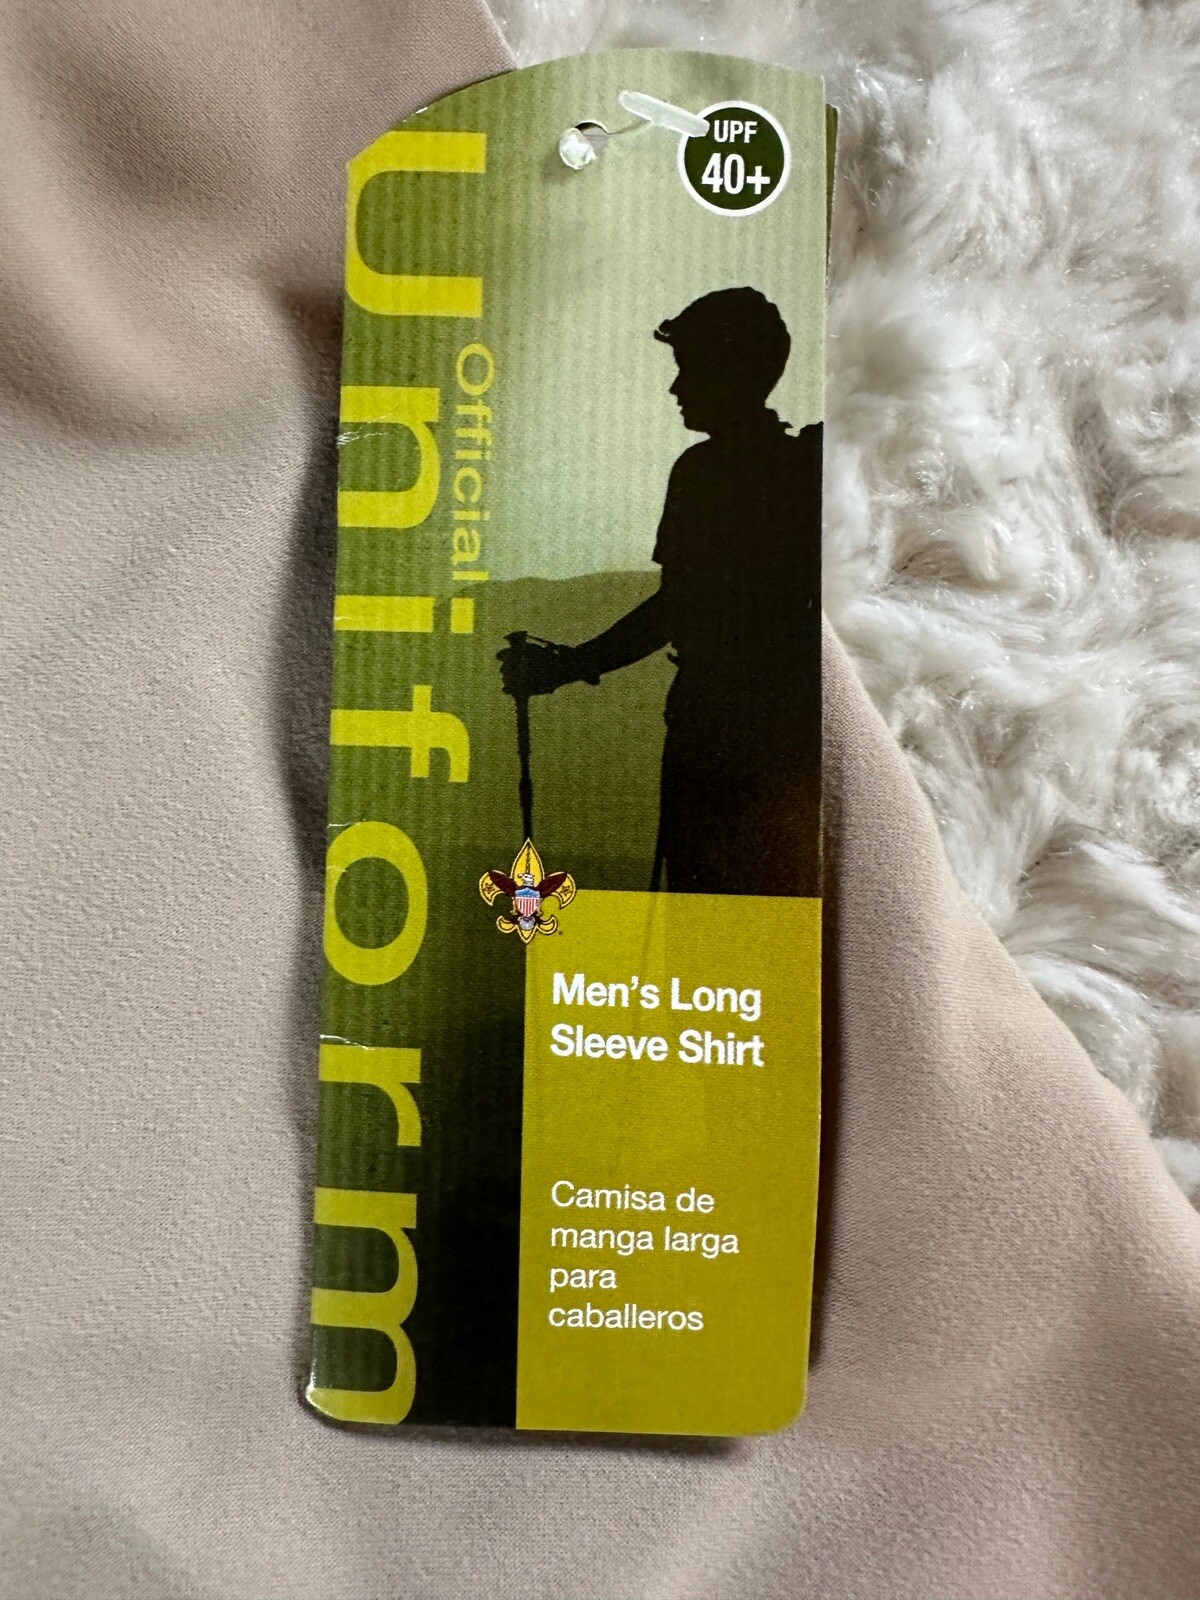 UPF
40+
Official
Uniform
Men's Long
Sleeve Shirt
Camisa de
manga larga
para
caballeros